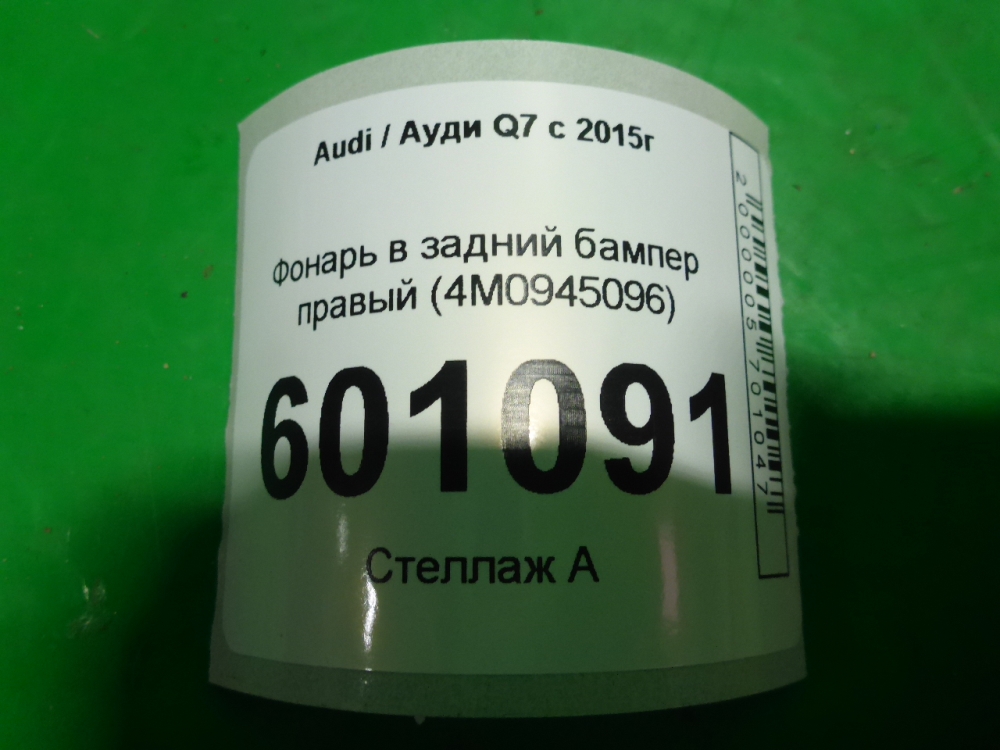 Audi / Ауди Q7 с 2015г
Фонарь в задний бампер
правый (4M0945096)
601091
Стеллаж А
2000005701047